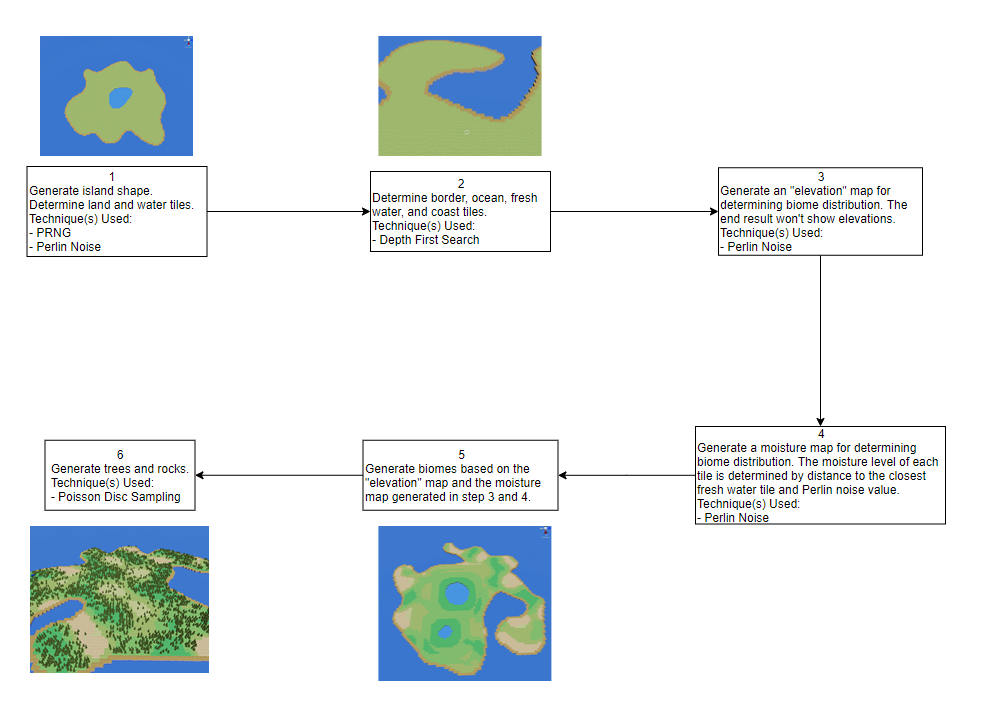 1
Generate island shape.
Determine land and water tiles.
Technique(s) Used:
- PRNG
- Perlin Noise
2
Determine border, ocean, fresh
water, and coast tiles.
Technique(s) Used:
- Depth First Search
3
Generate an "elevation" map for
determining biome distribution. The
end result won't show elevations.
Technique(s) Used:
- Perlin Noise
4
Generate a moisture map for determining
biome distribution. The moisture level of each
tile is determined by distance to the closest
fresh water tile and Perlin noise value.
Technique(s) Used:
- Perlin Noise
5
Generate biomes based on the
"elevation" map and the moisture
map generated in step 3 and 4.
6
Generate trees and rocks.
Technique(s) Used:
- Poisson Disc Sampling